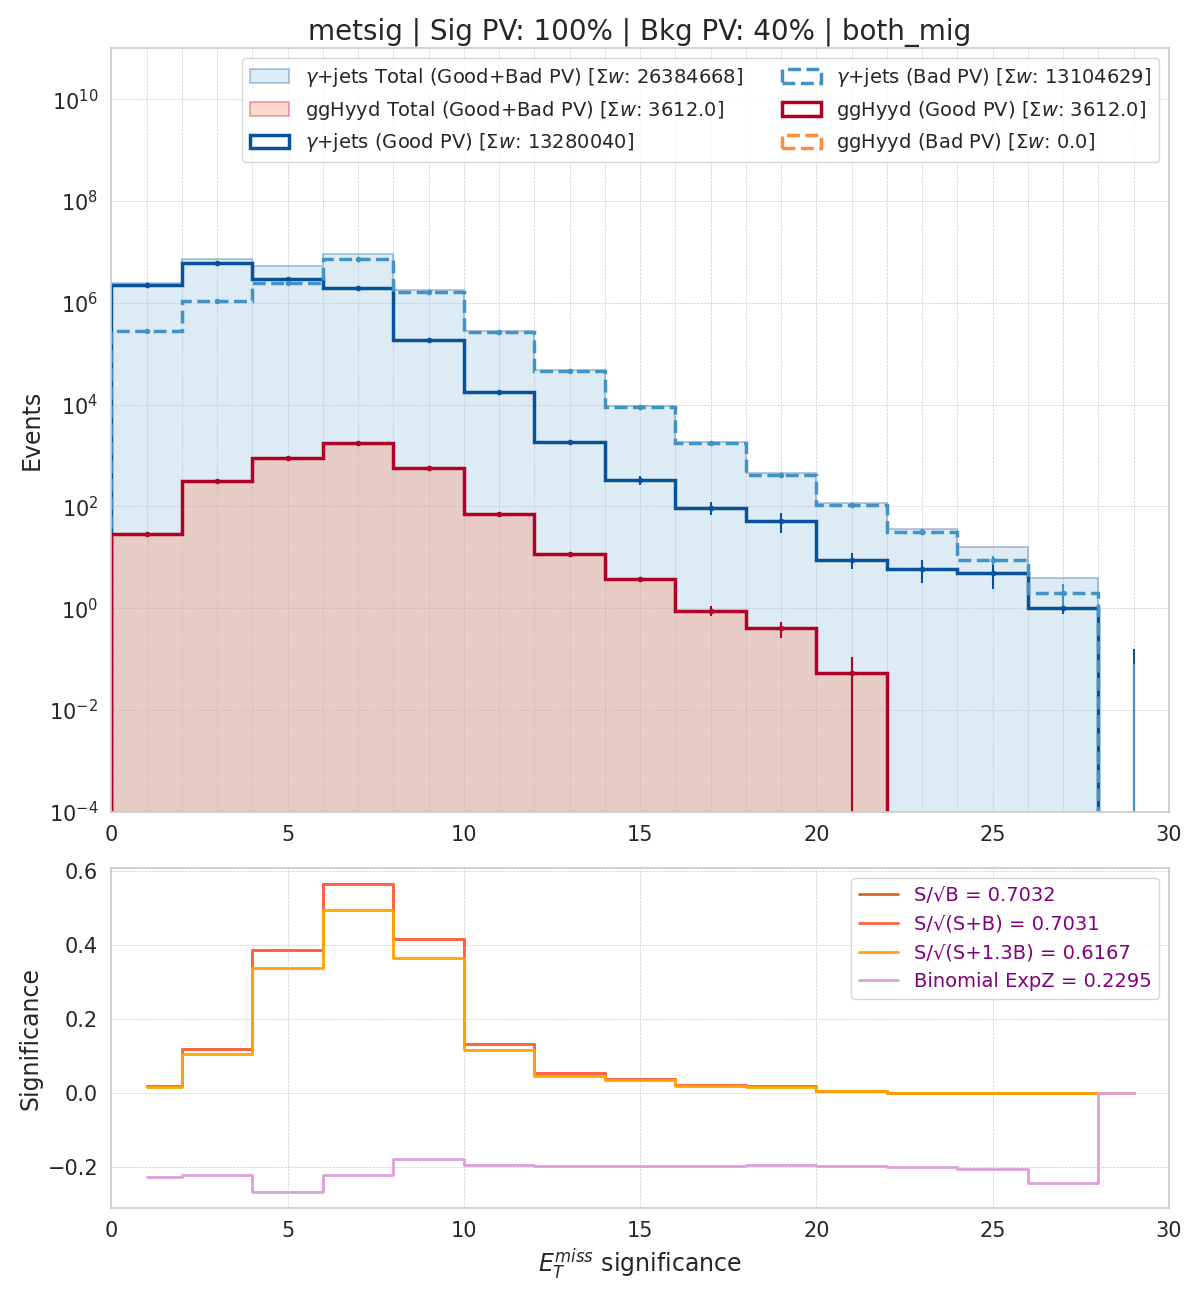 metsig | Sig PV: 100% | Bkg PV: 40% | both_mig
γ+jets Total (Good+Bad PV) [Σw: 26384668]
ggHyyd Total (Good+Bad PV) [Σw: 3612.0]
γ+jets (Good PV) [Σw: 13280040]
γ+jets (Bad PV) [Σw: 13104629]
ggHyyd (Good PV) [Σw: 3612.0]
ggHyyd (Bad PV) [Σw: 0.0]
Events
10^10
10^8
10^6
10^4
10^2
10^0
10^−2
10^−4
0 5 10 15 20 25 30
Significance
0.6
0.4
0.2
0.0
−0.2
S/√B = 0.7032
S/√(S+B) = 0.7031
S/√(S+1.3B) = 0.6167
Binomial ExpZ = 0.2295
0 5 10 15 20 25 30
E_T^miss significance